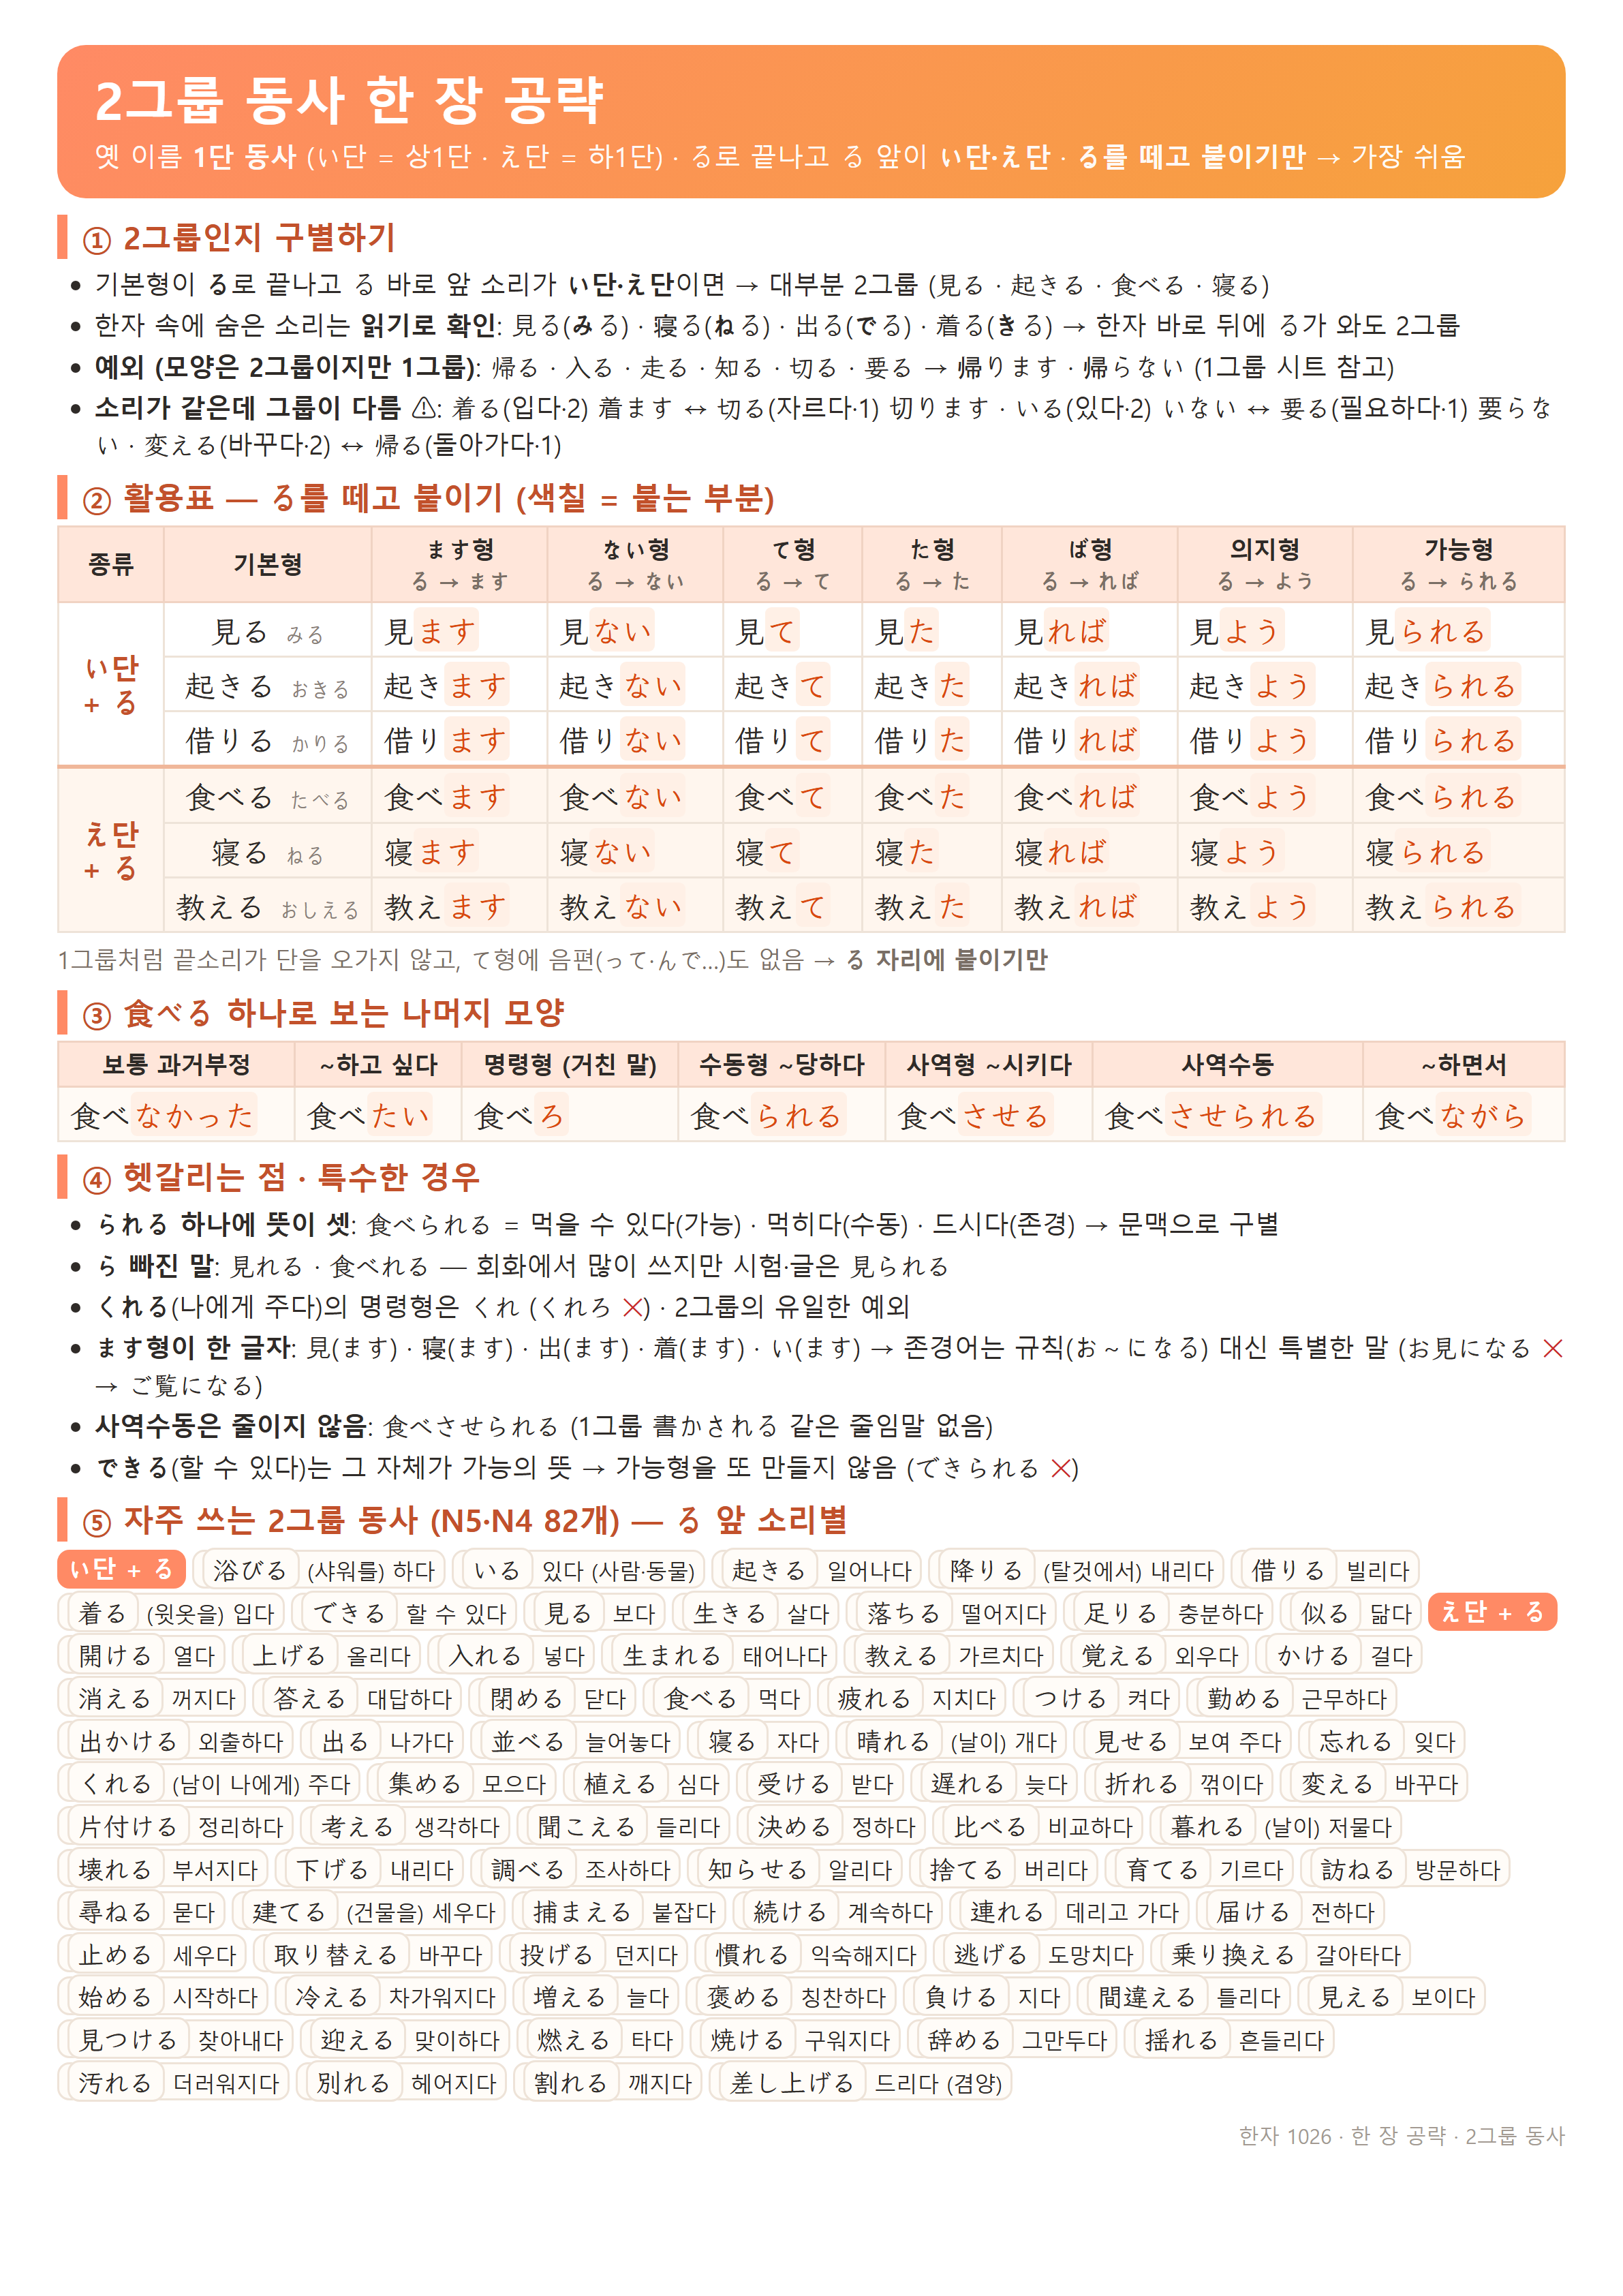 2그룹 동사 한 장 공략
옛 이름 1단 동사 (い단 = 상1단 · え단 = 하1단) · る로 끝나고 る 앞이 い단·え단 · る를 떼고 붙이기만 → 가장 쉬움
① 2그룹인지 구별하기
• 기본형이 る로 끝나고 る 바로 앞 소리가 い단·え단이면 → 대부분 2그룹 (見る · 起きる · 食べる · 寝る)
• 한자 속에 숨은 소리는 읽기로 확인: 見る(みる) · 寝る(ねる) · 出る(でる) · 着る(きる) → 한자 바로 뒤에 る가 와도 2그룹
• 예외 (모양은 2그룹이지만 1그룹): 帰る · 入る · 走る · 知る · 切る · 要る → 帰ります · 帰らない (1그룹 시트 참고)
• 소리가 같은데 그룹이 다름 ⚠: 着る(입다·2) 着ます ↔ 切る(자르다·1) 切ります · いる(있다·2) いない ↔ 要る(필요하다·1) 要らな
い · 変える(바꾸다·2) ↔ 帰る(돌아가다·1)
② 활용표 — る를 떼고 붙이기 (색칠 = 붙는 부분)
종류 기본형 ます형 ない형 て형 た형 ば형 의지형 가능형
る → ます る → ない る → て る → た る → れば る → よう る → られる
い단 + る
見る みる 見ます 見ない 見て 見た 見れば 見よう 見られる
起きる おきる 起きます 起きない 起きて 起きた 起きれば 起きよう 起きられる
借りる かりる 借ります 借りない 借りて 借りた 借りれば 借りよう 借りられる
え단 + る
食べる たべる 食べます 食べない 食べて 食べた 食べれば 食べよう 食べられる
寝る ねる 寝ます 寝ない 寝て 寝た 寝れば 寝よう 寝られる
教える おしえる 教えます 教えない 教えて 教えた 教えれば 教えよう 教えられる
1그룹처럼 끝소리가 단을 오가지 않고, て형에 음편(って·んで…)도 없음 → る 자리에 붙이기만
③ 食べる 하나로 보는 나머지 모양
보통 과거부정 ~하고 싶다 명령형 (거친 말) 수동형 ~당하다 사역형 ~시키다 사역수동 ~하면서
食べなかった 食べたい 食べろ 食べられる 食べさせる 食べさせられる 食べながら
④ 헷갈리는 점 · 특수한 경우
• られる 하나에 뜻이 셋: 食べられる = 먹을 수 있다(가능) · 먹히다(수동) · 드시다(존경) → 문맥으로 구별
• ら 빠진 말: 見れる · 食べれる — 회화에서 많이 쓰지만 시험·글은 見られる
• くれる(나에게 주다)의 명령형은 くれ (くれろ ✕) · 2그룹의 유일한 예외
• ます형이 한 글자: 見(ます) · 寝(ます) · 出(ます) · 着(ます) · い(ます) → 존경어는 규칙(お~になる) 대신 특별한 말 (お見になる ✕
→ ご覧になる)
• 사역수동은 줄이지 않음: 食べさせられる (1그룹 書かされる 같은 줄임말 없음)
• できる(할 수 있다)는 그 자체가 가능의 뜻 → 가능형을 또 만들지 않음 (できられる ✕)
⑤ 자주 쓰는 2그룹 동사 (N5·N4 82개) — る 앞 소리별
い단 + る 浴びる (샤워를) 하다 いる 있다 (사람·동물) 起きる 일어나다 降りる (탈것에서) 내리다 借りる 빌리다
着る (윗옷을) 입다 できる 할 수 있다 見る 보다 生きる 살다 落ちる 떨어지다 足りる 충분하다 似る 닮다 え단 + る
開ける 열다 上げる 올리다 入れる 넣다 生まれる 태어나다 教える 가르치다 覚える 외우다 かける 걸다
消える 꺼지다 答える 대답하다 閉める 닫다 食べる 먹다 疲れる 지치다 つける 켜다 勤める 근무하다
出かける 외출하다 出る 나가다 並べる 늘어놓다 寝る 자다 晴れる (날이) 개다 見せる 보여 주다 忘れる 잊다
くれる (남이 나에게) 주다 集める 모으다 植える 심다 受ける 받다 遅れる 늦다 折れる 꺾이다 変える 바꾸다
片付ける 정리하다 考える 생각하다 聞こえる 들리다 決める 정하다 比べる 비교하다 暮れる (날이) 저물다
壊れる 부서지다 下げる 내리다 調べる 조사하다 知らせる 알리다 捨てる 버리다 育てる 기르다 訪ねる 방문하다
尋ねる 묻다 建てる (건물을) 세우다 捕まえる 붙잡다 続ける 계속하다 連れる 데리고 가다 届ける 전하다
止める 세우다 取り替える 바꾸다 投げる 던지다 慣れる 익숙해지다 逃げる 도망치다 乗り換える 갈아타다
始める 시작하다 冷える 차가워지다 増える 늘다 褒める 칭찬하다 負ける 지다 間違える 틀리다 見える 보이다
見つける 찾아내다 迎える 맞이하다 燃える 타다 焼ける 구워지다 辞める 그만두다 揺れる 흔들리다
汚れる 더러워지다 別れる 헤어지다 割れる 깨지다 差し上げる 드리다 (겸양)
한자 1026 · 한 장 공략 · 2그룹 동사